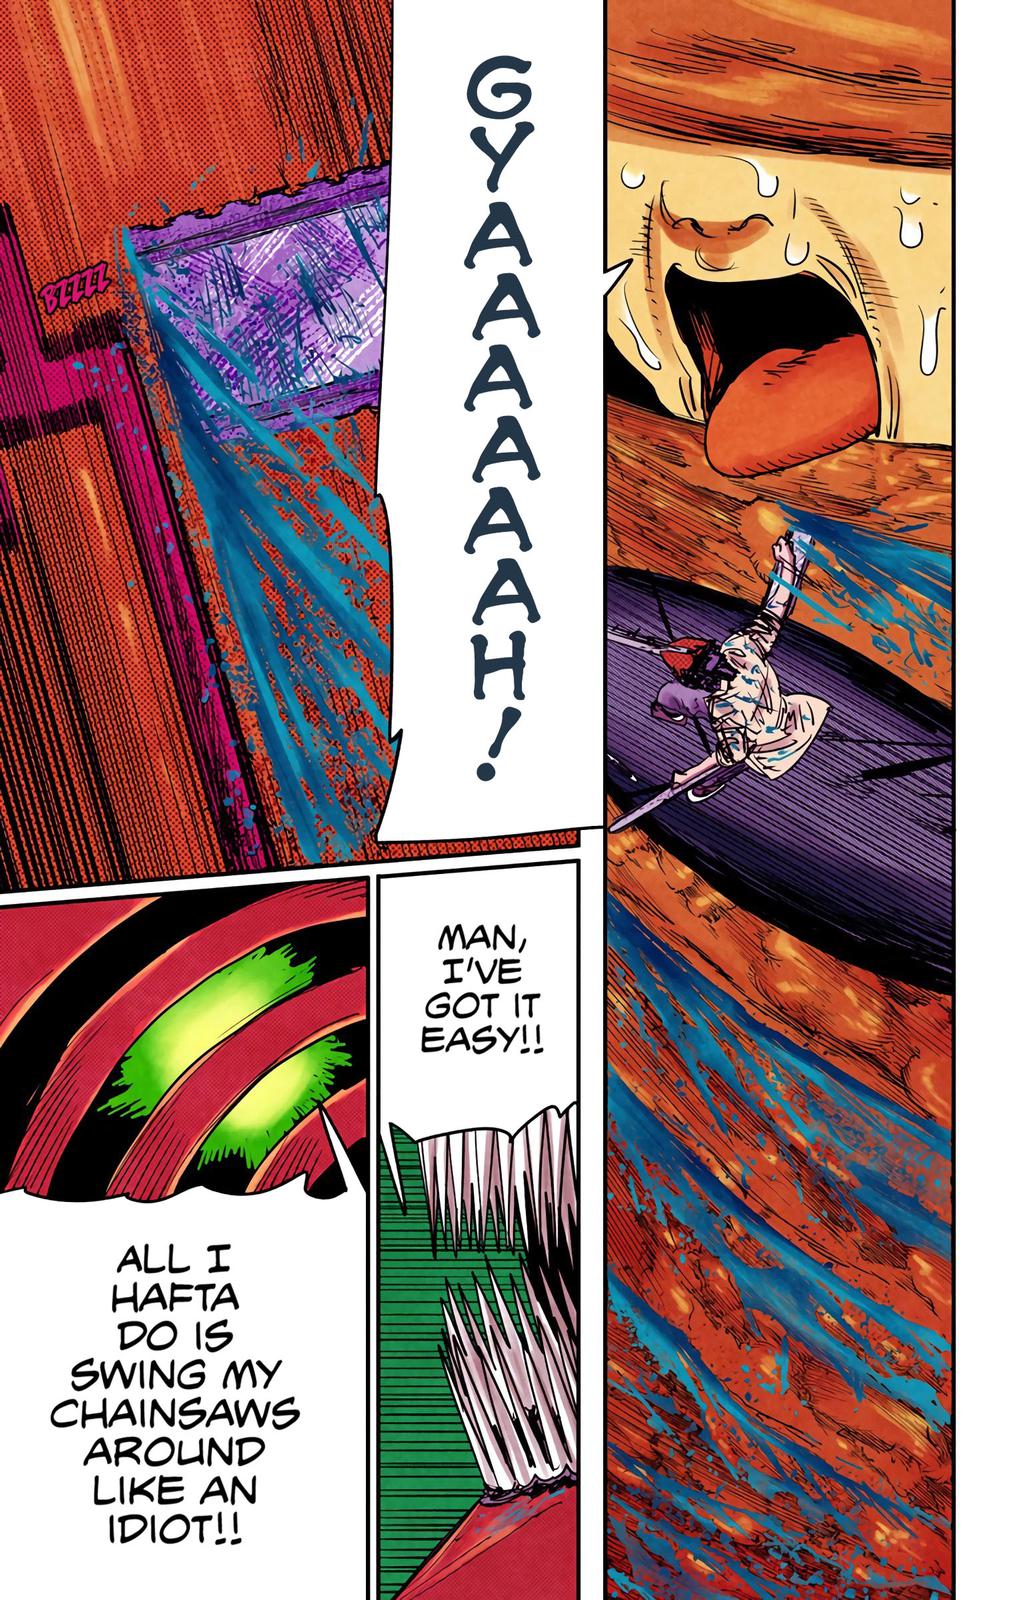 GYAAAAAAH!
BZZZZ
MAN,
I'VE
GOT IT
EASY!!
ALL I
HAFTA
DO IS
SWING MY
CHAINSAWS
AROUND
LIKE AN
IDIOT!!